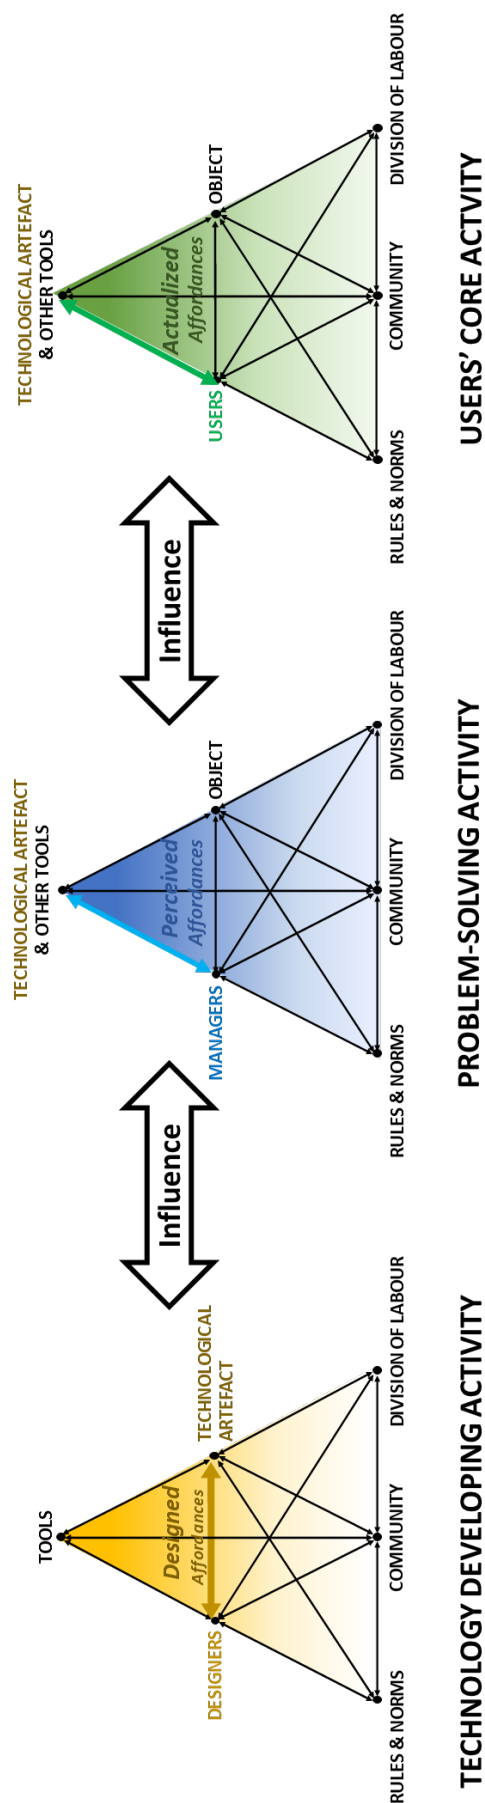 TOOLS
Designed
Affordances
DESIGNERS
TECHNOLOGICAL
ARTEFACT
RULES & NORMS
COMMUNITY
DIVISION OF LABOUR
TECHNOLOGY DEVELOPING ACTIVITY
Influence
TECHNOLOGICAL ARTEFACT
& OTHER TOOLS
Perceived
Affordances
MANAGERS
OBJECT
RULES & NORMS
COMMUNITY
DIVISION OF LABOUR
PROBLEM-SOLVING ACTIVITY
Influence
TECHNOLOGICAL ARTEFACT
& OTHER TOOLS
Actualized
Affordances
USERS
OBJECT
RULES & NORMS
COMMUNITY
DIVISION OF LABOUR
USERS' CORE ACTVITY